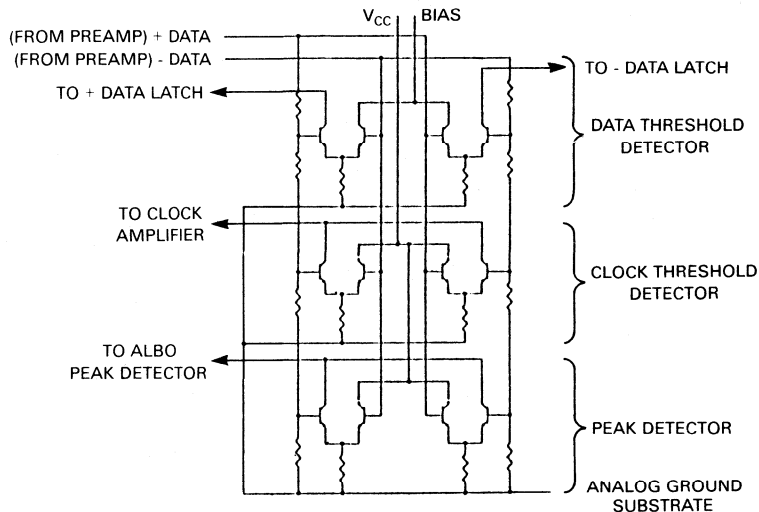 V_CC BIAS
(FROM PREAMP) + DATA
(FROM PREAMP) - DATA
TO - DATA LATCH
TO + DATA LATCH
DATA THRESHOLD
DETECTOR
TO CLOCK
AMPLIFIER
CLOCK THRESHOLD
DETECTOR
TO ALBO
PEAK DETECTOR
PEAK DETECTOR
ANALOG GROUND
SUBSTRATE